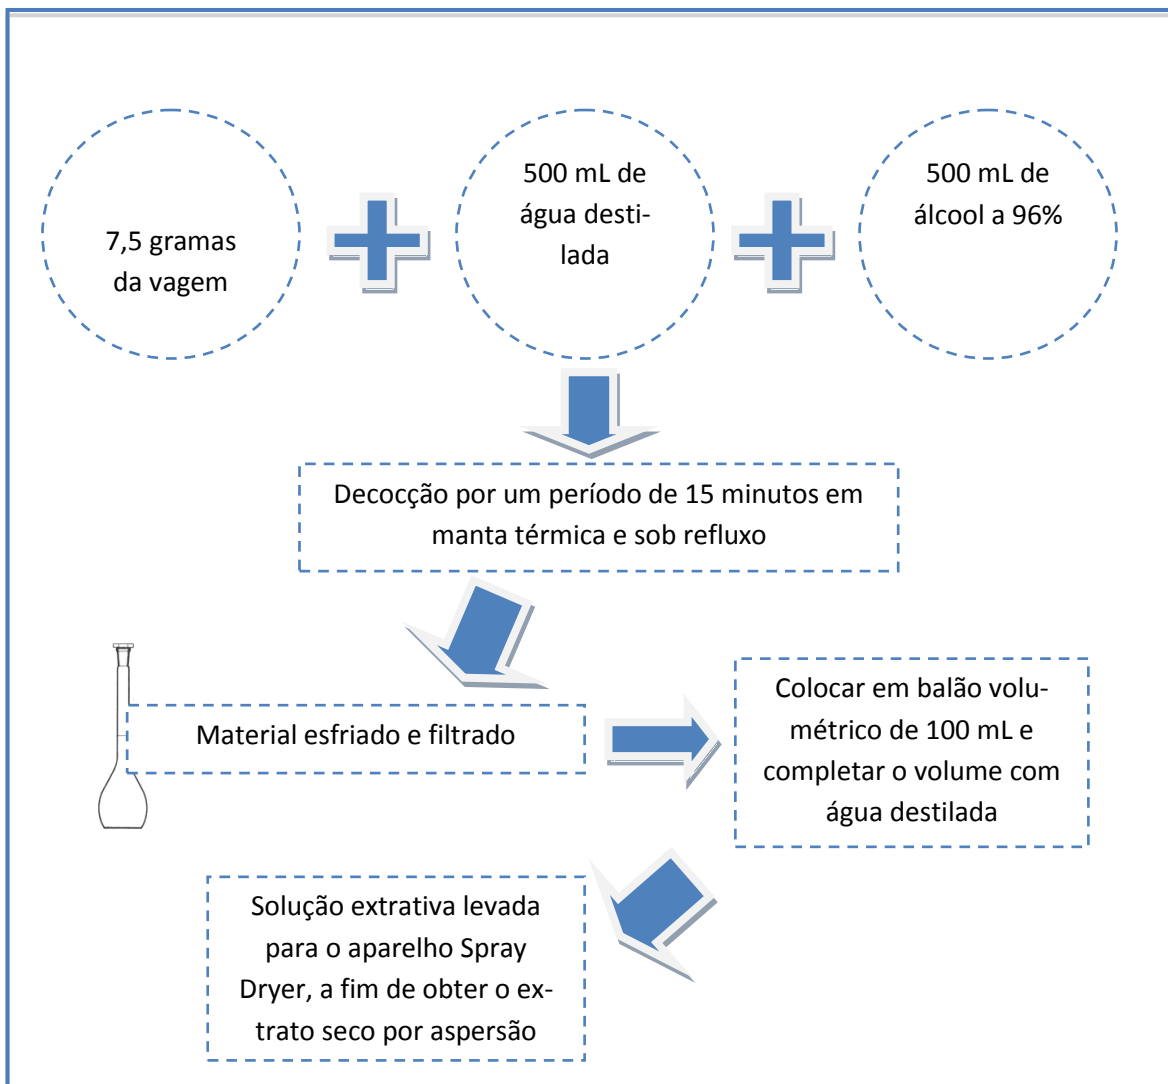 7,5 gramas
da vagem
500 mL de
água desti-
lada
500 mL de
álcool a 96%
Decocção por um período de 15 minutos em
manta térmica e sob refluxo
Material esfriado e filtrado
Colocar em balão volu-
métrico de 100 mL e
completar o volume com
água destilada
Solução extrativa levada
para o aparelho Spray
Dryer, a fim de obter o ex-
trato seco por aspersão